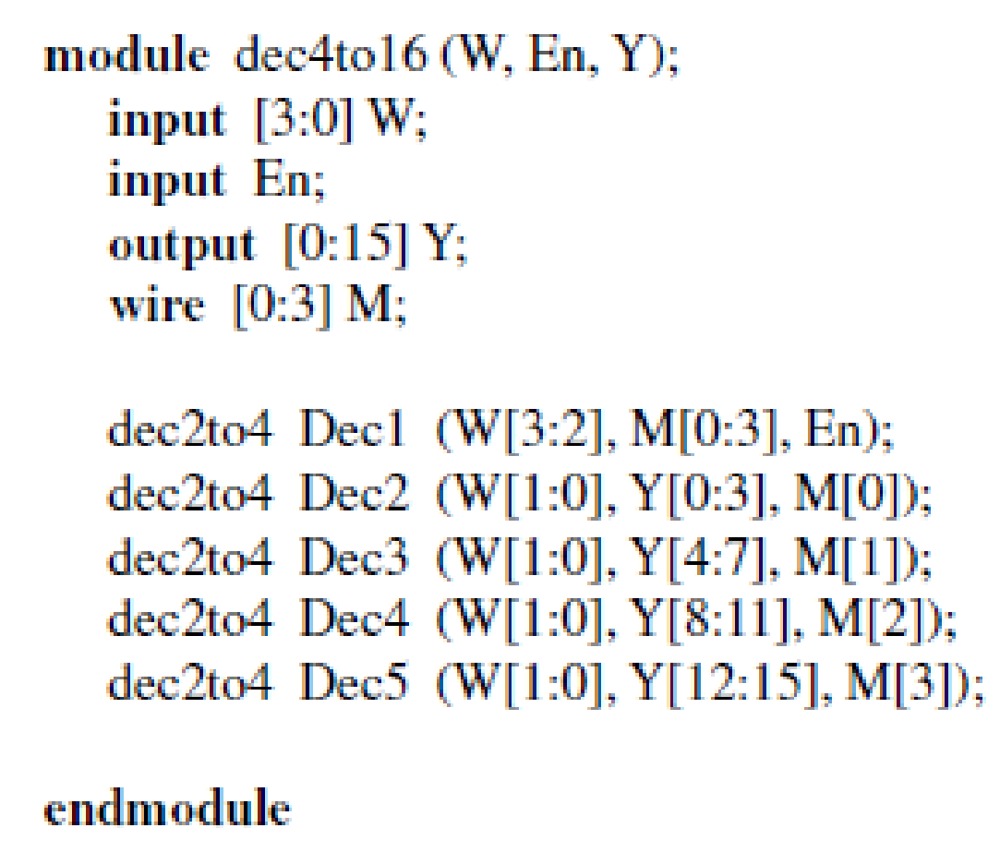 module dec4to16 (W, En, Y);
input [3:0] W;
input En;
output [0:15] Y;
wire [0:3] M;
dec2to4 Dec1 (W[3:2], M[0:3], En);
dec2to4 Dec2 (W[1:0], Y[0:3], M[0]);
dec2to4 Dec3 (W[1:0], Y[4:7], M[1]);
dec2to4 Dec4 (W[1:0], Y[8:11], M[2]);
dec2to4 Dec5 (W[1:0], Y[12:15], M[3]);
endmodule